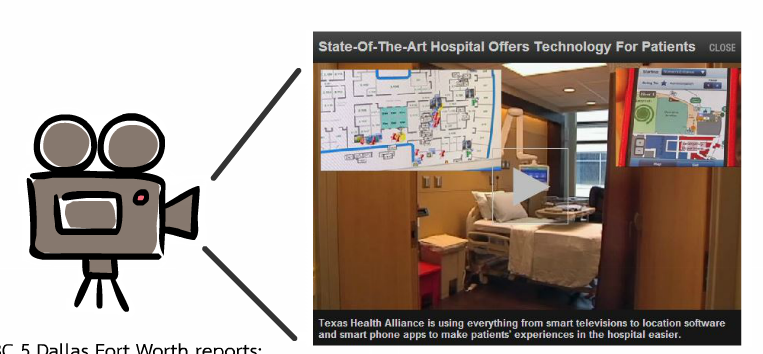 State-Of-The-Art Hospital Offers Technology For Patients CLOSE
Texas Health Alliance is using everything from smart televisions to location software
and smart phone apps to make patients' experiences in the hospital easier.
5 Dallas Fort Worth reports: